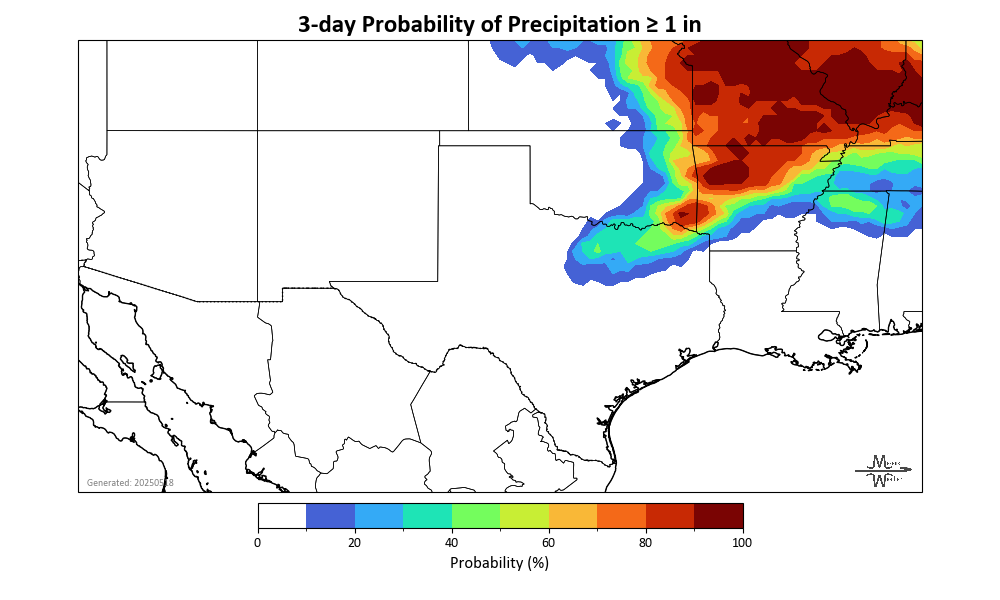 3-day Probability of Precipitation ≥ 1 in
Generated: 20250518
0 20 40 60 80 100
Probability (%)